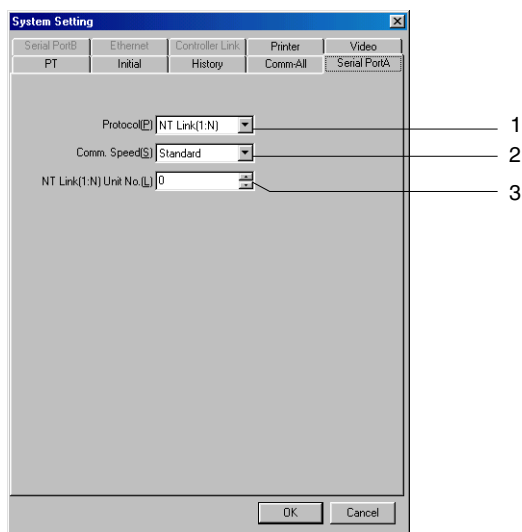 System Setting
Serial PortB Ethernet Controller Link Printer Video
PT Initial History Comm-All Serial PortA
Protocol(P) NT Link(1:N) 1
Comm. Speed(S) Standard 2
NT Link(1:N) Unit No.(L) 0 3
OK Cancel